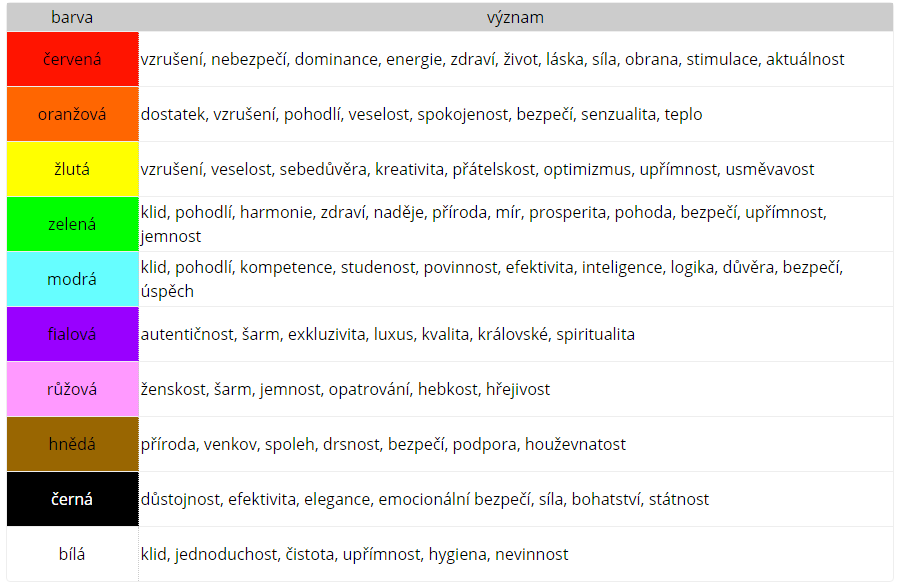 barva význam
červená vzrušení, nebezpečí, dominance, energie, zdraví, život, láska, síla, obrana, stimulace, aktuálnost
oranžová dostatek, vzrušení, pohodlí, veselost, spokojenost, bezpečí, senzualita, teplo
žlutá vzrušení, veselost, sebedůvěra, kreativita, přátelskost, optimizmus, upřímnost, usměvavost
zelená klid, pohodlí, harmonie, zdraví, naděje, příroda, mír, prosperita, pohoda, bezpečí, upřímnost,
jemnost
modrá klid, pohodlí, kompetence, studenost, povinnost, efektivita, inteligence, logika, důvěra, bezpečí,
úspěch
fialová autentičnost, šarm, exkluzivita, luxus, kvalita, královské, spiritualita
růžová ženskost, šarm, jemnost, opatrování, hebkost, hřejivost
hnědá příroda, venkov, spoleh, drsnost, bezpečí, podpora, houževnatost
černá důstojnost, efektivita, elegance, emocionální bezpečí, síla, bohatství, státnost
bílá klid, jednoduchost, čistota, upřímnost, hygiena, nevinnost